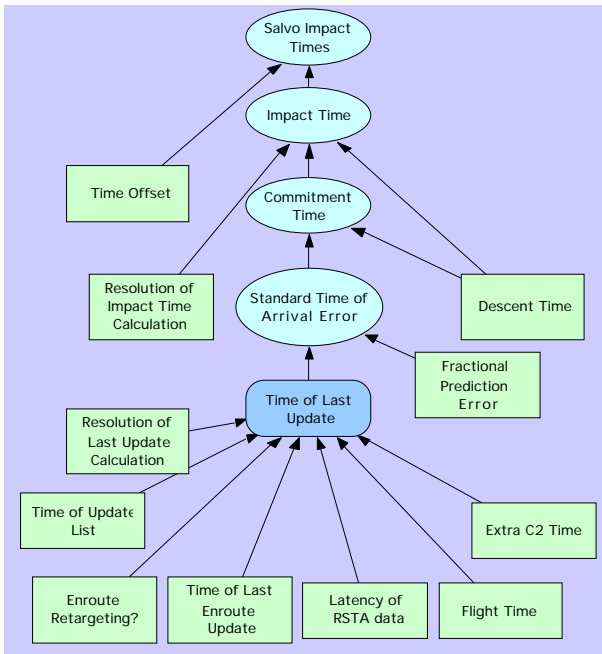 Salvo Impact
Times
Impact Time
Time Offset
Commitment
Time
Resolution of
Impact Time
Calculation
Standard Time of
Arrival Error
Descent Time
Fractional
Prediction
Error
Time of Last
Update
Resolution of
Last Update
Calculation
Time of Update
List
Extra C2 Time
Enroute
Retargeting?
Time of Last
Enroute
Update
Latency of
RSTA data
Flight Time